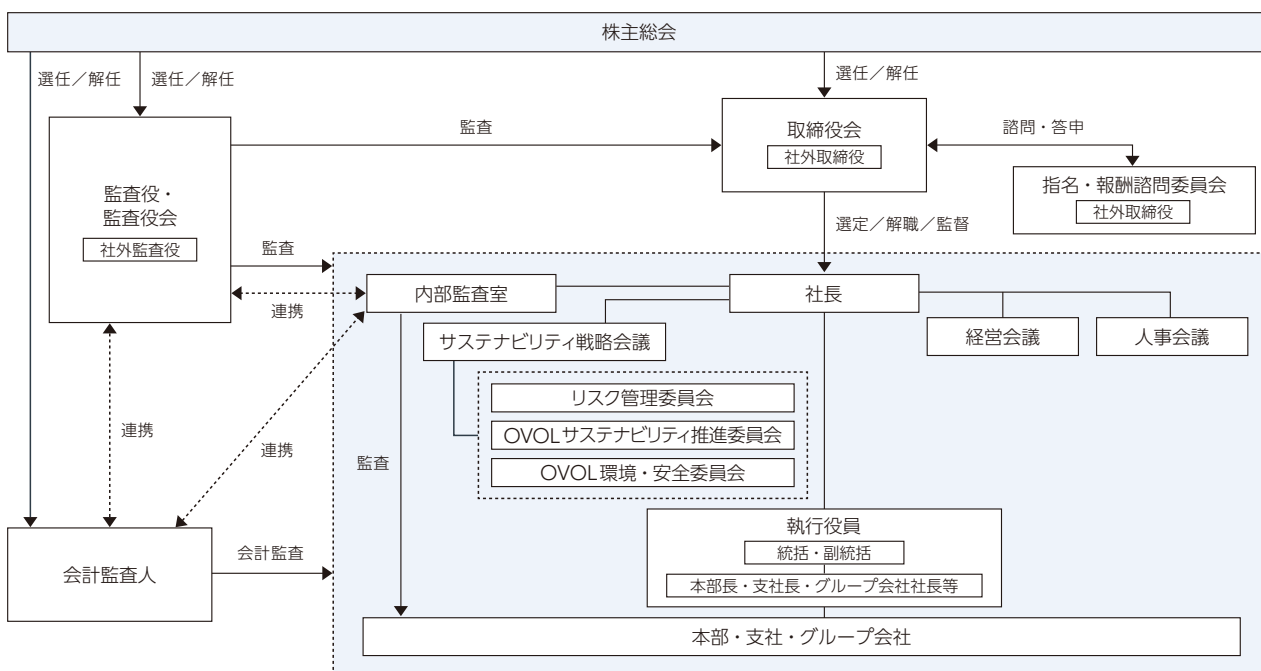 株主総会
選任／解任
選任／解任
選任／解任
監査
取締役会
社外取締役
諮問・答申
指名・報酬諮問委員会
社外取締役
監査役・
監査役会
社外監査役
監査
選定／解職／監督
連携
内部監査室
社長
サステナビリティ戦略会議
経営会議
人事会議
リスク管理委員会
OVOLサステナビリティ推進委員会
OVOL環境・安全委員会
連携
連携
監査
会計監査人
会計監査
執行役員
統括・副統括
本部長・支社長・グループ会社社長等
本部・支社・グループ会社